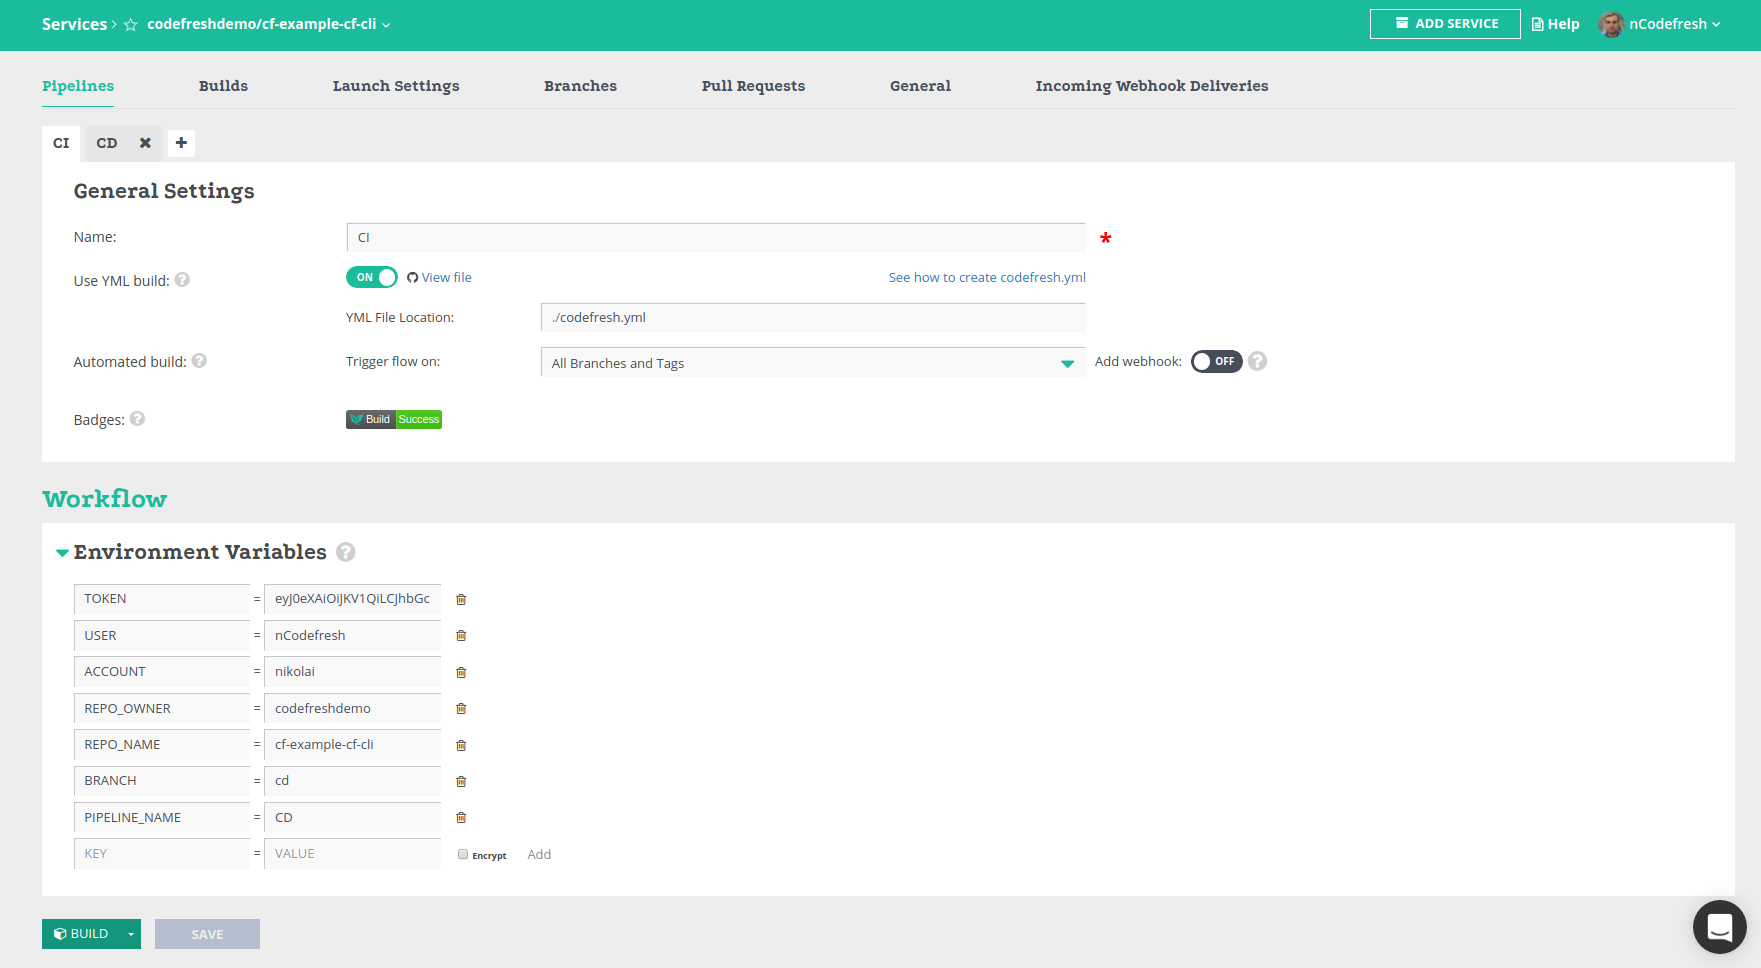 Services > codefreshdemo/cf-example-cf-cli
ADD SERVICE Help nCodefresh
Pipelines Builds Launch Settings Branches Pull Requests General Incoming Webhook Deliveries
CI CD
General Settings
Name: CI *
Use YML build: ON View file See how to create codefresh.yml
YML File Location: ./codefresh.yml
Automated build: Trigger flow on: All Branches and Tags Add webhook: OFF
Badges: Build Success
Workflow
Environment Variables
TOKEN = eyJ0eXAiOiJKV1QiLCJhbGc
USER = nCodefresh
ACCOUNT = nikolai
REPO_OWNER = codefreshdemo
REPO_NAME = cf-example-cf-cli
BRANCH = cd
PIPELINE_NAME = CD
KEY = VALUE Encrypt Add
BUILD SAVE